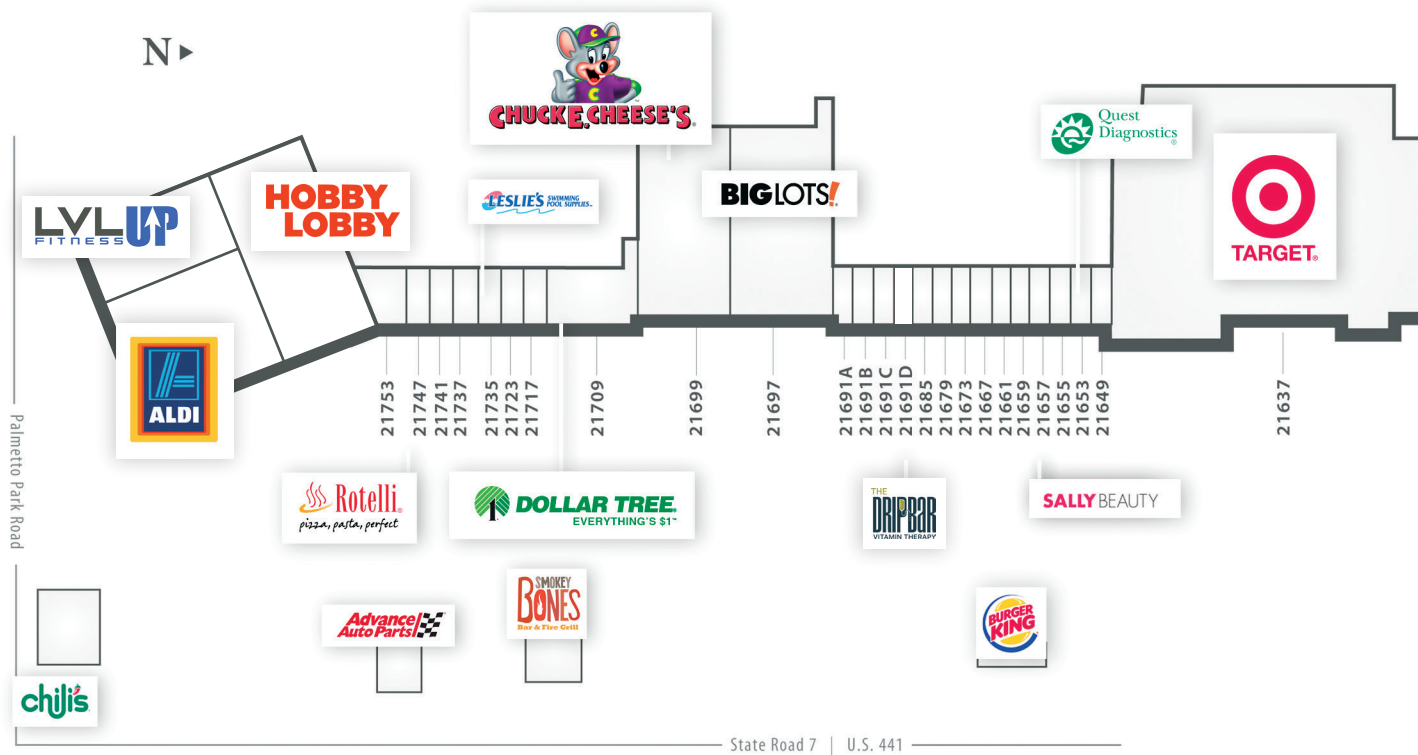 N
CHUCK E. CHEESE'S
Quest
Diagnostics
LVL UP
FITNESS
HOBBY
LOBBY
LESLIE'S SWIMMING
POOL SUPPLIES
BIG LOTS!
TARGET
ALDI
21753
21747
21741
21737
21735
21723
21717
21709
21699
21697
21691A
21691B
21691C
21691D
21685
21679
21673
21667
21661
21659
21657
21655
21653
21649
21637
Palmetto Park Road
Rotelli
pizza, pasta, perfect
1
DOLLAR TREE
EVERYTHING'S $1
THE
DRIPBAR
VITAMIN THERAPY
SALLY BEAUTY
Advance
Auto Parts
SMOKEY
BONES
Bar & Fire Grill
BURGER
KING
chili's
State Road 7 | U.S. 441